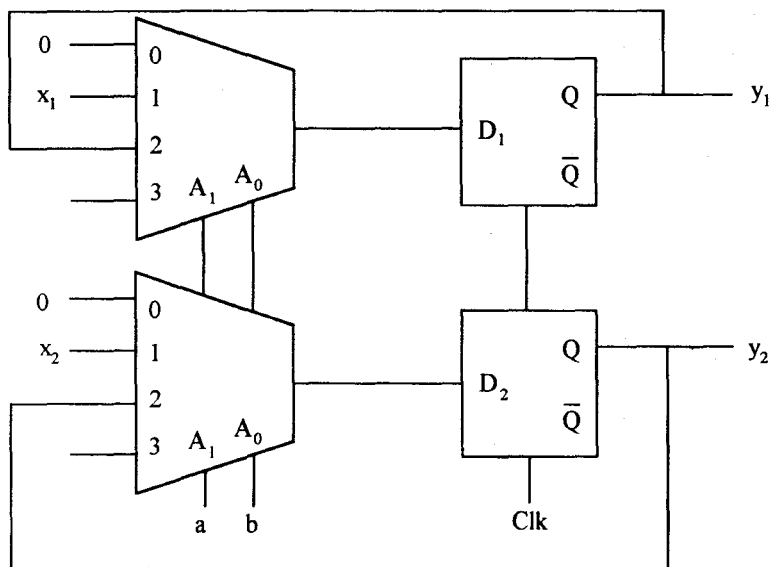 0
0
x₁
1
2
3
A₁ A₀
D₁
Q
Q̅
y₁
0
0
x₂
1
2
3
A₁ A₀
a b
D₂
Q
Q̅
y₂
Clk